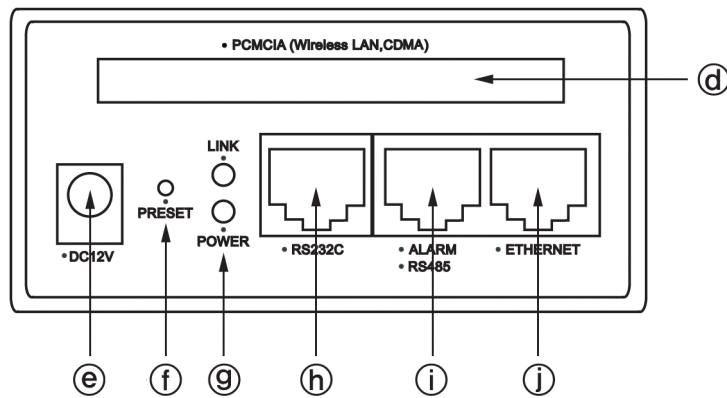 • PCMCIA (Wireless LAN,CDMA)
d
LINK
PRESET
POWER
• DC12V
• RS232C
• ALARM
• RS485
• ETHERNET
e f g h i j